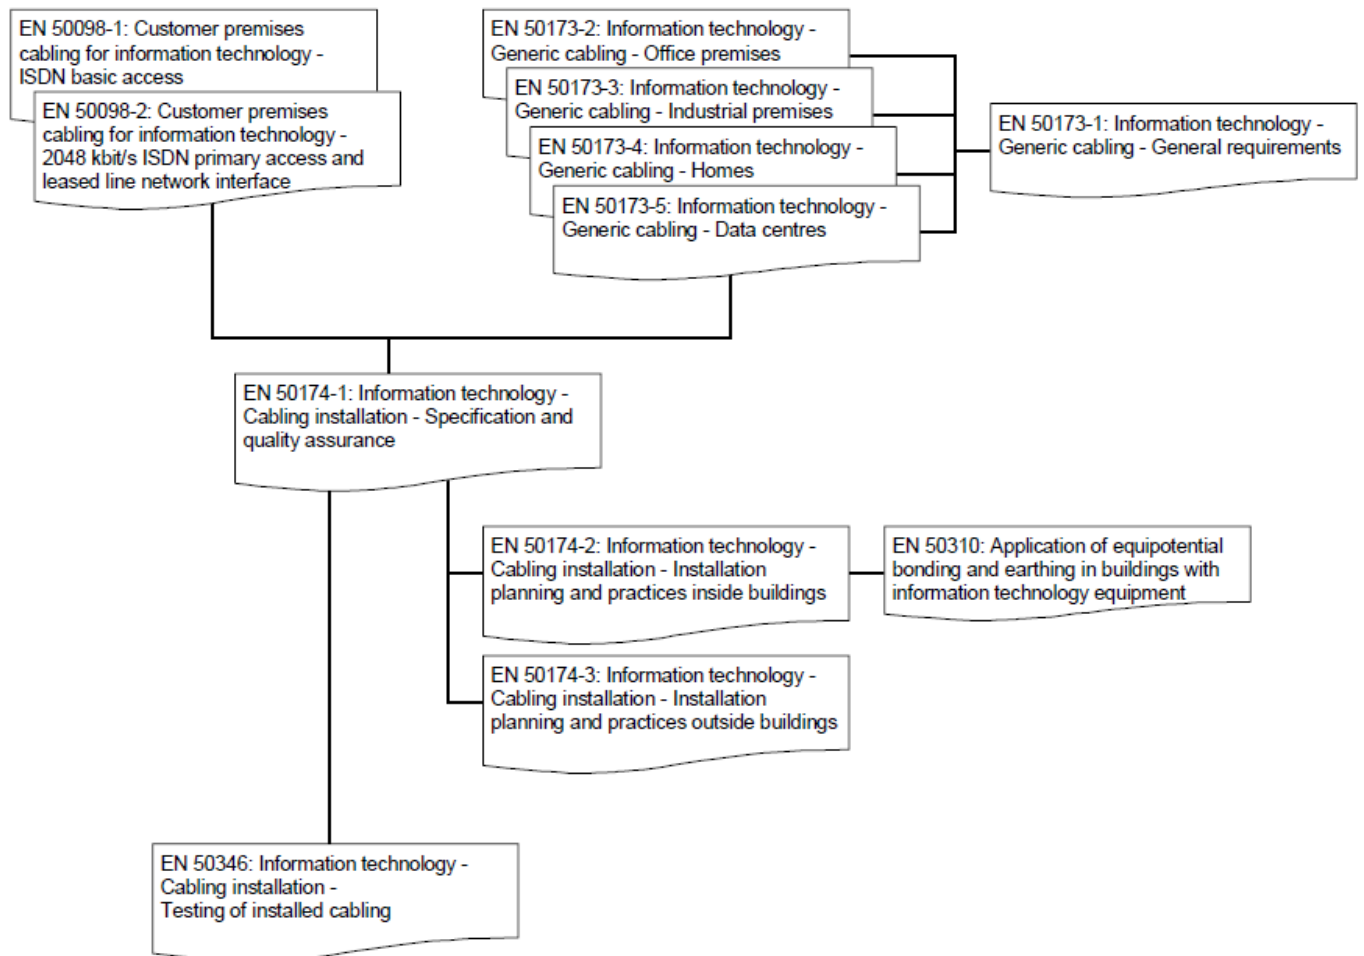 EN 50098-1: Customer premises
cabling for information technology -
ISDN basic access
EN 50098-2: Customer premises
cabling for information technology -
2048 kbit/s ISDN primary access and
leased line network interface
EN 50173-2: Information technology -
Generic cabling - Office premises
EN 50173-3: Information technology -
Generic cabling - Industrial premises
EN 50173-4: Information technology -
Generic cabling - Homes
EN 50173-5: Information technology -
Generic cabling - Data centres
EN 50173-1: Information technology -
Generic cabling - General requirements
EN 50174-1: Information technology -
Cabling installation - Specification and
quality assurance
EN 50174-2: Information technology -
Cabling installation - Installation
planning and practices inside buildings
EN 50310: Application of equipotential
bonding and earthing in buildings with
information technology equipment
EN 50174-3: Information technology -
Cabling installation - Installation
planning and practices outside buildings
EN 50346: Information technology -
Cabling installation -
Testing of installed cabling